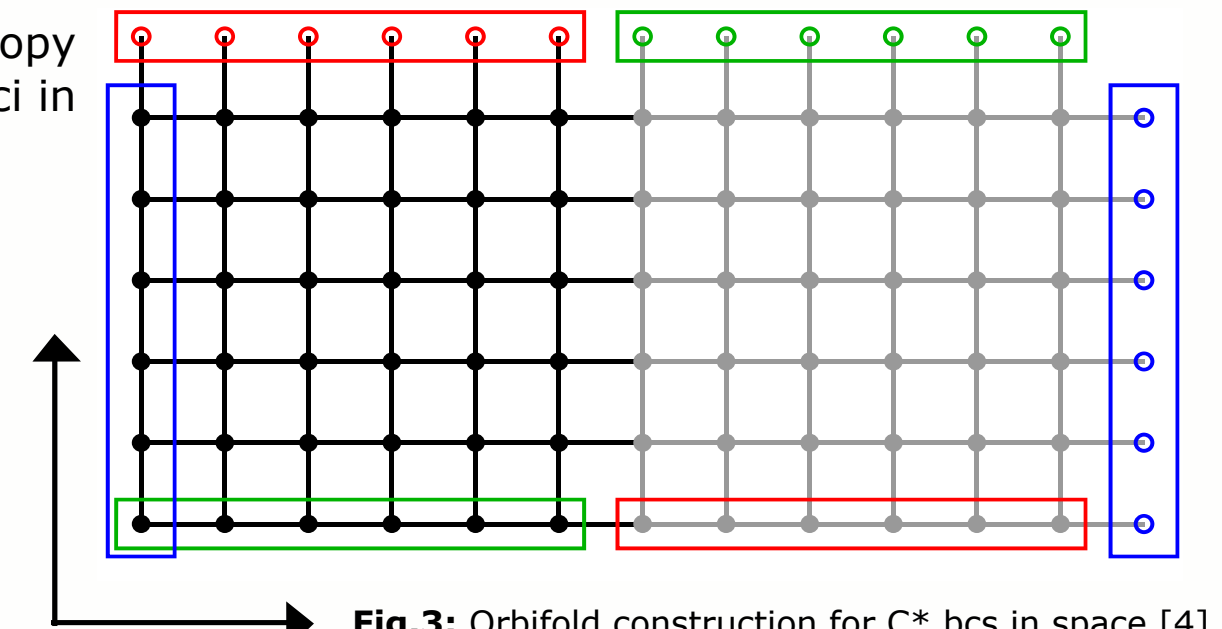 opy
ci in
Fig.3: Orbifold construction for C* bcs in space [4]